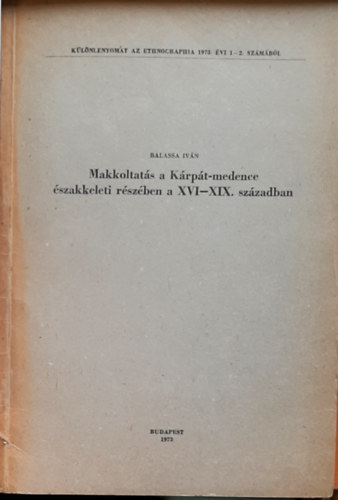 KÜLÖNLENYOMAT AZ ETHNOGRAPHIA 1973. ÉVI 1–2. SZÁMÁBÓL
BALASSA IVÁN
Makkoltatás a Kárpát-medence
északkeleti részében a XVI—XIX. században
BUDAPEST
1973